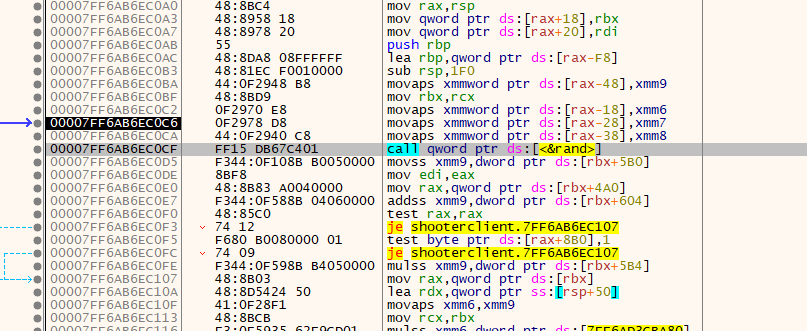 00007FF6AB6EC0A0 48:8BC4 mov rax,rsp
00007FF6AB6EC0A3 48:8958 18 mov qword ptr ds:[rax+18],rbx
00007FF6AB6EC0A7 48:8978 20 mov qword ptr ds:[rax+20],rdi
00007FF6AB6EC0AB 55 push rbp
00007FF6AB6EC0AC 48:8DA8 08FFFFFF lea rbp,qword ptr ds:[rax-F8]
00007FF6AB6EC0B3 48:81EC F0010000 sub rsp,1F0
00007FF6AB6EC0BA 44:0F2948 B8 movaps xmmword ptr ds:[rax-48],xmm9
00007FF6AB6EC0BF 48:8BD9 mov rbx,rcx
00007FF6AB6EC0C2 0F2970 E8 movaps xmmword ptr ds:[rax-18],xmm6
00007FF6AB6EC0C6 0F2978 D8 movaps xmmword ptr ds:[rax-28],xmm7
00007FF6AB6EC0CA 44:0F2940 C8 movaps xmmword ptr ds:[rax-38],xmm8
00007FF6AB6EC0CF FF15 DB67C401 call qword ptr ds:[<&rand>]
00007FF6AB6EC0D5 F344:0F108B B0050000 movss xmm9,dword ptr ds:[rbx+5B0]
00007FF6AB6EC0DE 8BF8 mov edi,eax
00007FF6AB6EC0E0 48:8B83 A0040000 mov rax,qword ptr ds:[rbx+4A0]
00007FF6AB6EC0E7 F344:0F588B 04060000 addss xmm9,dword ptr ds:[rbx+604]
00007FF6AB6EC0F0 48:85C0 test rax,rax
00007FF6AB6EC0F3 74 12 je shooterclient.7FF6AB6EC107
00007FF6AB6EC0F5 F680 B0080000 01 test byte ptr ds:[rax+8B0],1
00007FF6AB6EC0FC 74 09 je shooterclient.7FF6AB6EC107
00007FF6AB6EC0FE F344:0F598B B4050000 mulss xmm9,dword ptr ds:[rbx+5B4]
00007FF6AB6EC107 48:8B03 mov rax,qword ptr ds:[rbx]
00007FF6AB6EC10A 48:8D5424 50 lea rdx,qword ptr ss:[rsp+50]
00007FF6AB6EC10F 41:0F28F1 movaps xmm6,xmm9
00007FF6AB6EC113 48:8BCB mov rcx,rbx
00007FF6AB6EC116